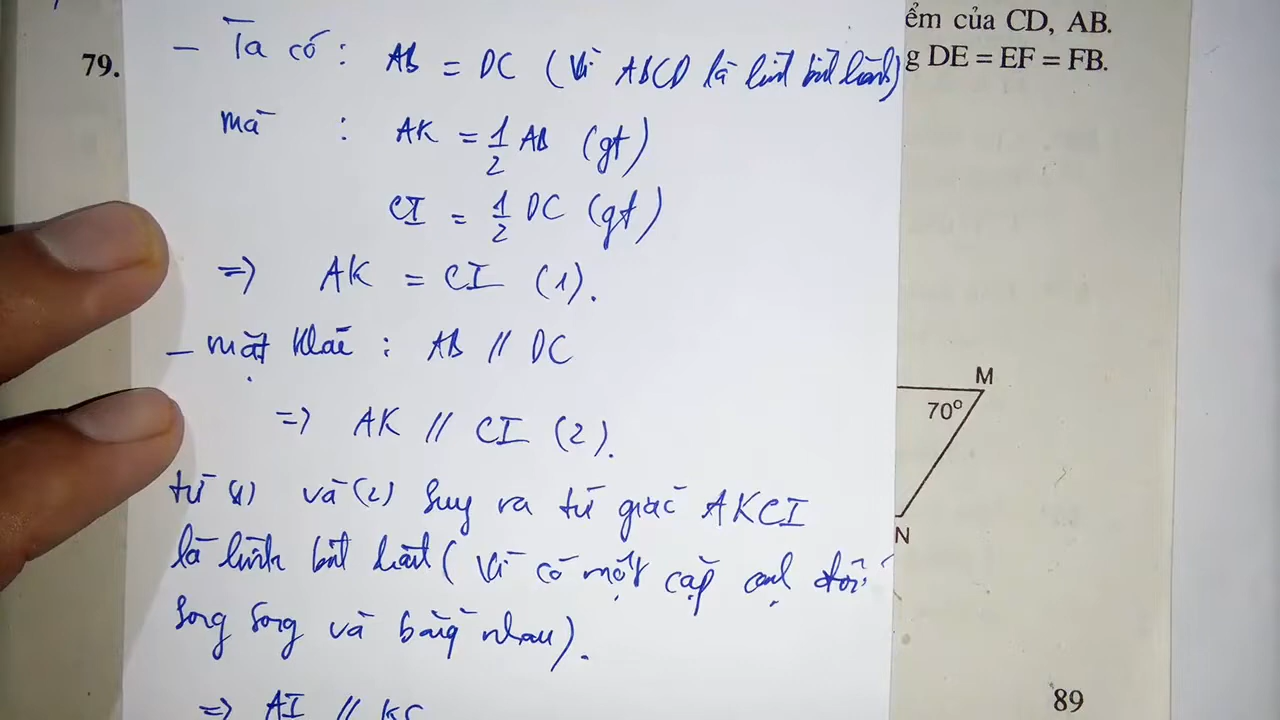 ểm của CD, AB.
79.
g DE = EF = FB.
– Ta có : AB = DC (Vì ABCD là hình bình hành)
mà : AK = 1/2 AB (gt)
CI = 1/2 DC (gt)
=> AK = CI (1).
– mặt khác : AB // DC
=> AK // CI (2).
từ (1) và (2) suy ra tứ giác AKCI
là hình bình hành ( Vì có một cặp cạnh đối
song song và bằng nhau).
=> AI // KC
M
70°
N
89